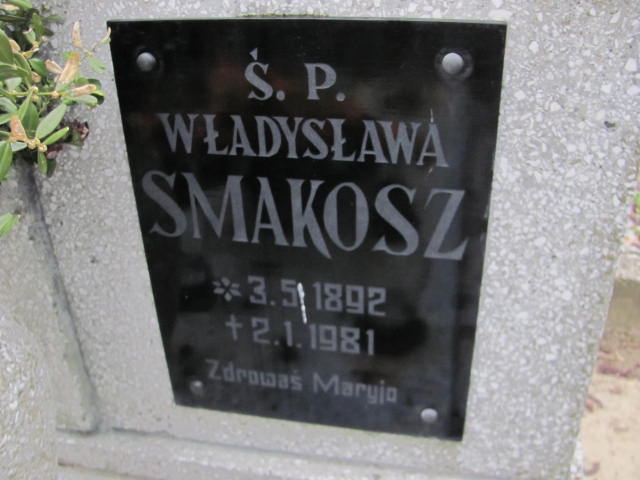 Ś. P.
WŁADYSŁAWA
SMAKOSZ
* 3.5.1892
† 2.1.1981
Zdrowaś Maryjo